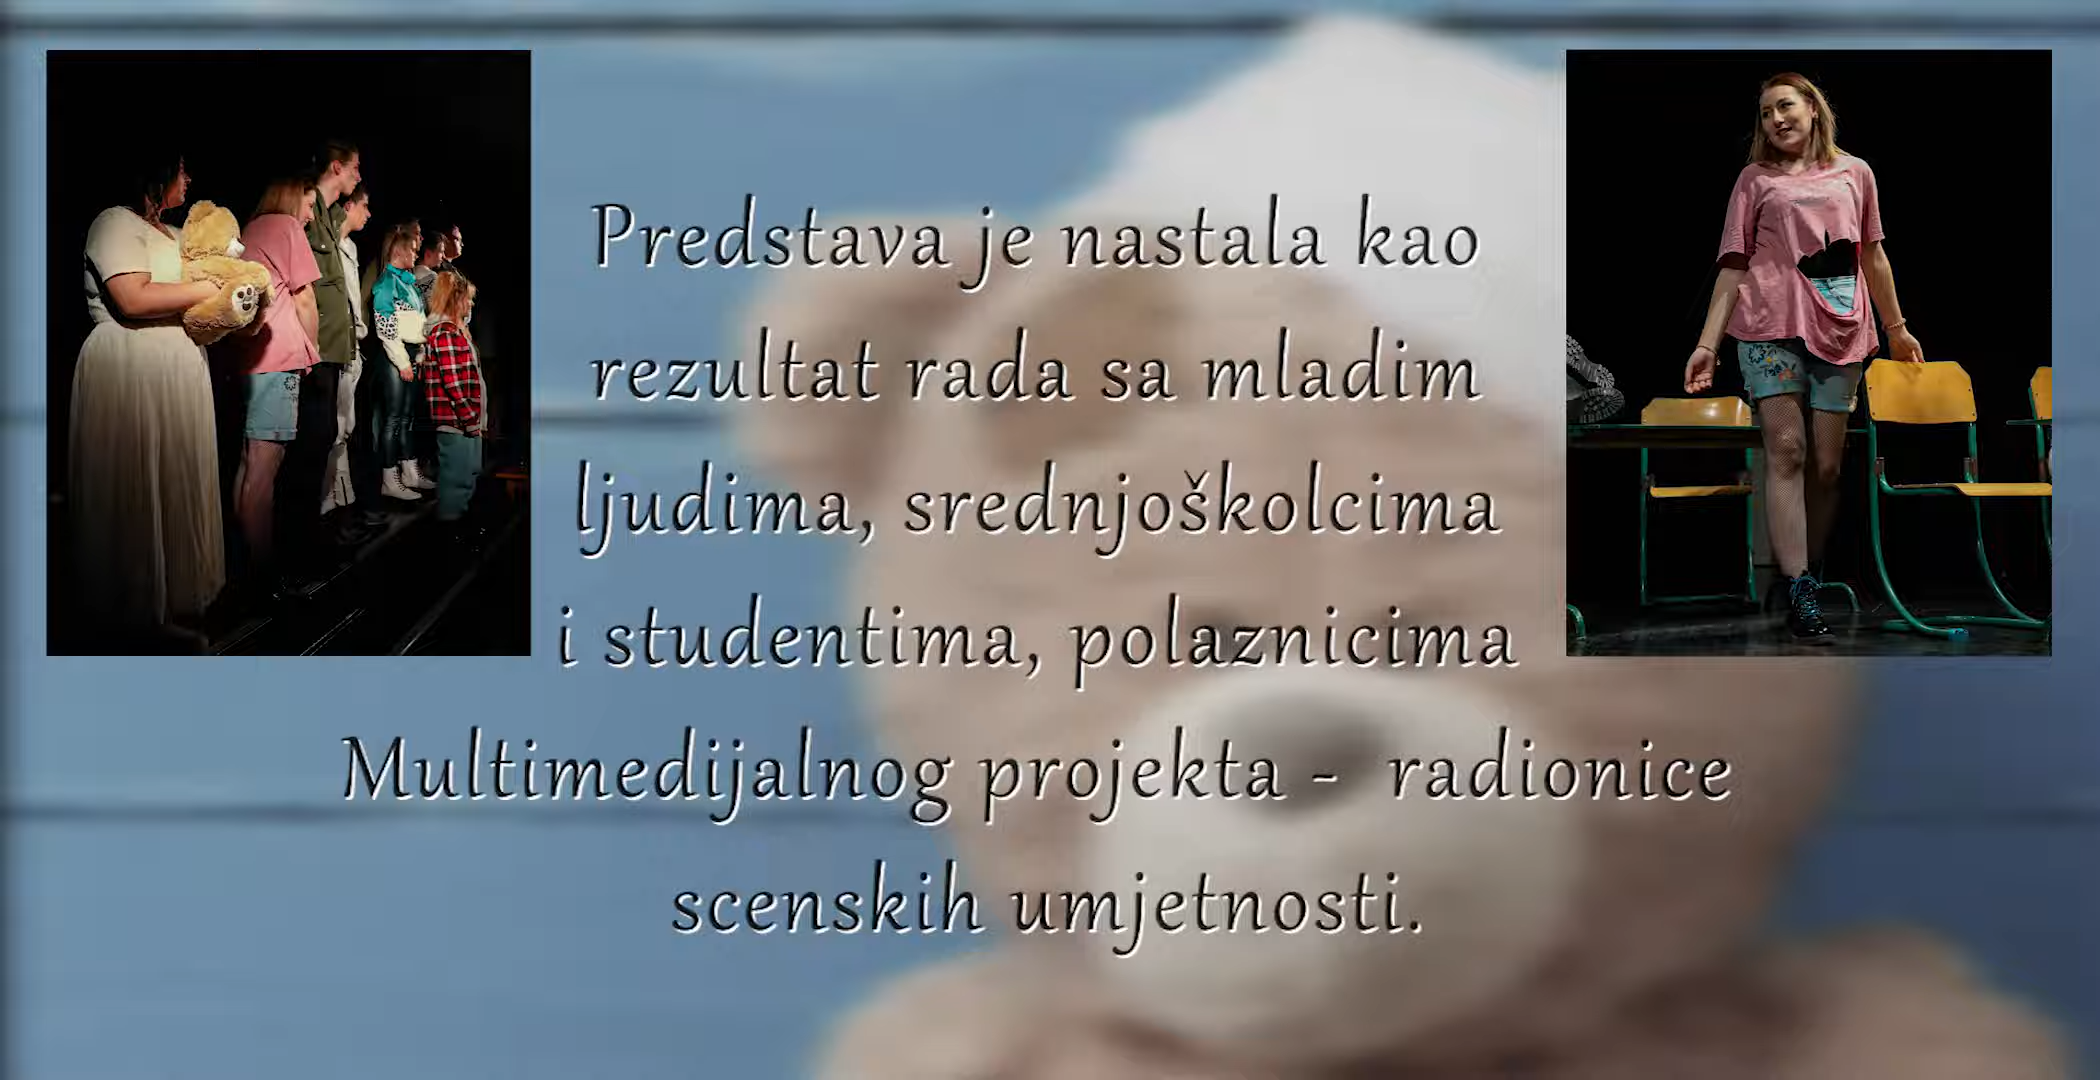 Predstava je nastala kao
rezultat rada sa mladim
ljudima, srednjoškolcima
i studentima, polaznicima
Multimedijalnog projekta - radionice
scenskih umjetnosti.